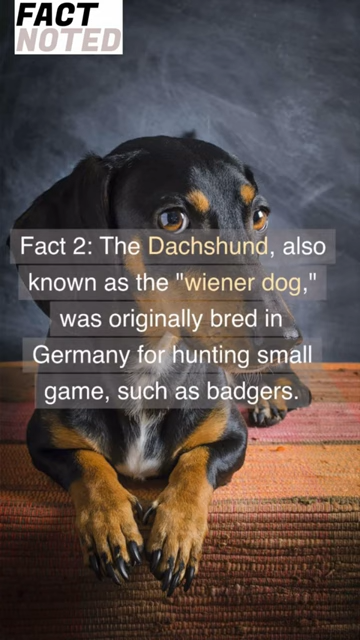 FACT
NOTED
Fact 2: The Dachshund, also
known as the "wiener dog,"
was originally bred in
Germany for hunting small
game, such as badgers.